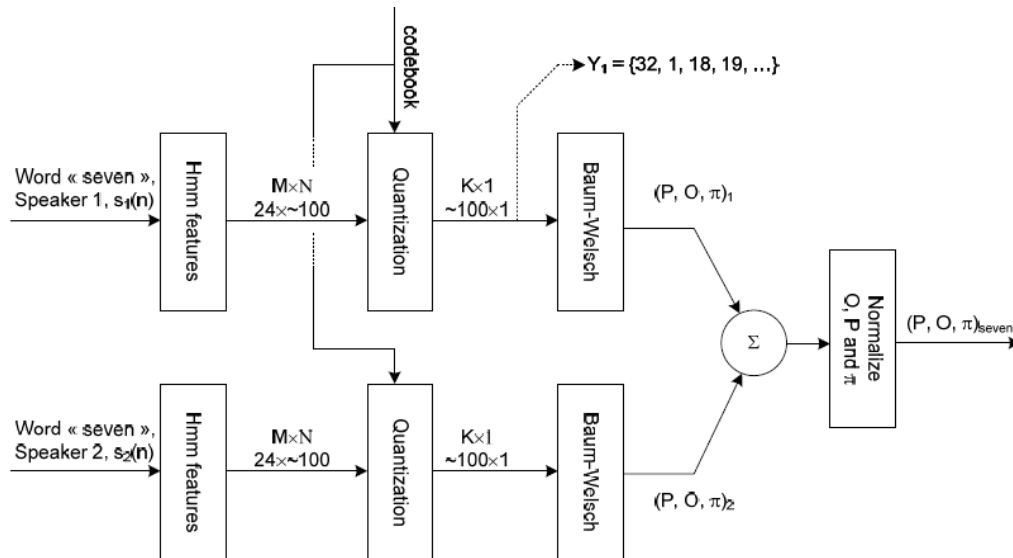 codebook
Y₁ = {32, 1, 18, 19, ...}
Word « seven »,
Speaker 1, s₁(n)
Hmm features
M×N
24×~100
Quantization
K×1
~100×1
Baum-Welsch
(P, O, π)₁
Σ
Normalize
O, P and π
(P, O, π)seven
Word « seven »,
Speaker 2, s₂(n)
Hmm features
M×N
24×~100
Quantization
K×1
~100×1
Baum-Welsch
(P, O, π)₂